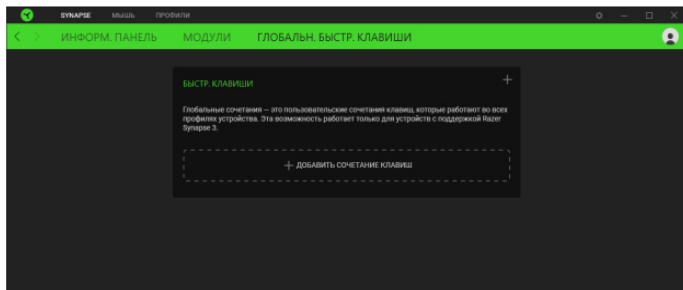 SYNAPSE МЫШЬ ПРОФИЛИ
ИНФОРМ. ПАНЕЛЬ МОДУЛИ ГЛОБАЛЬН. БЫСТР. КЛАВИШИ
БЫСТР. КЛАВИШИ
Глобальные сочетания — это пользовательские сочетания клавиш, которые работают во всех
профилях устройства. Эта возможность работает только для устройств с поддержкой Razer
Synapse 3.
ДОБАВИТЬ СОЧЕТАНИЕ КЛАВИШ